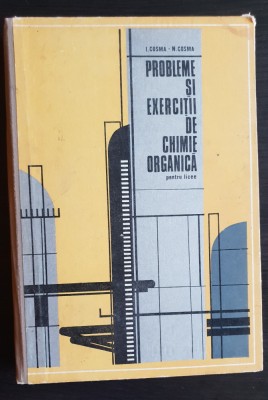 I. COSMA - N. COSMA
PROBLEME
ȘI
EXERCIȚII
DE
CHIMIE
ORGANICĂ
pentru licee